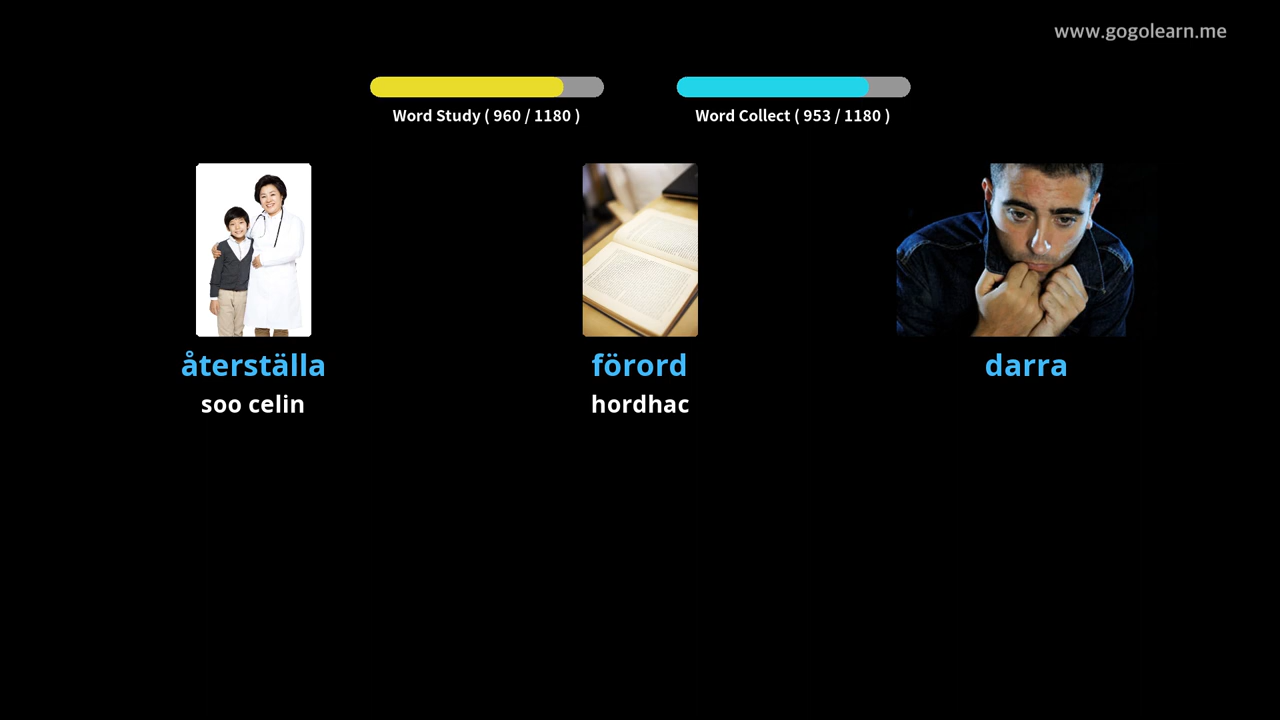 www.gogolearn.me
Word Study ( 960 / 1180 )
Word Collect ( 953 / 1180 )
återställa
förord
darra
soo celin
hordhac